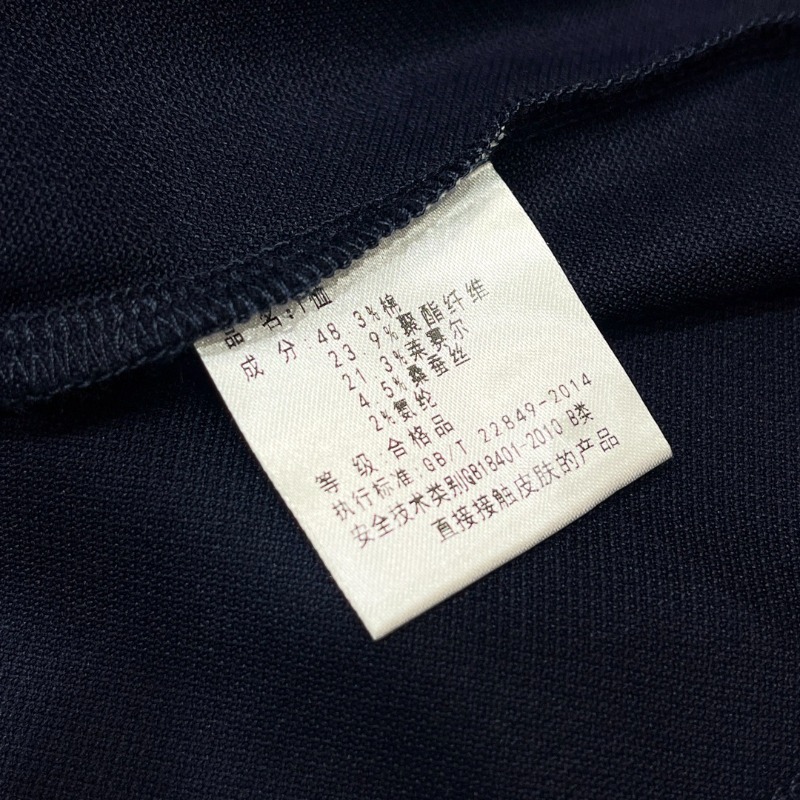 品 名:T恤
成 分:48.3%棉
23.9%聚酯纤维
21.3%莱赛尔
4.5%桑蚕丝
2%氨纶
等 级:合格品
执行标准:GB/T 22849-2014
安全技术类别GB18401-2010 B类
直接接触皮肤的产品